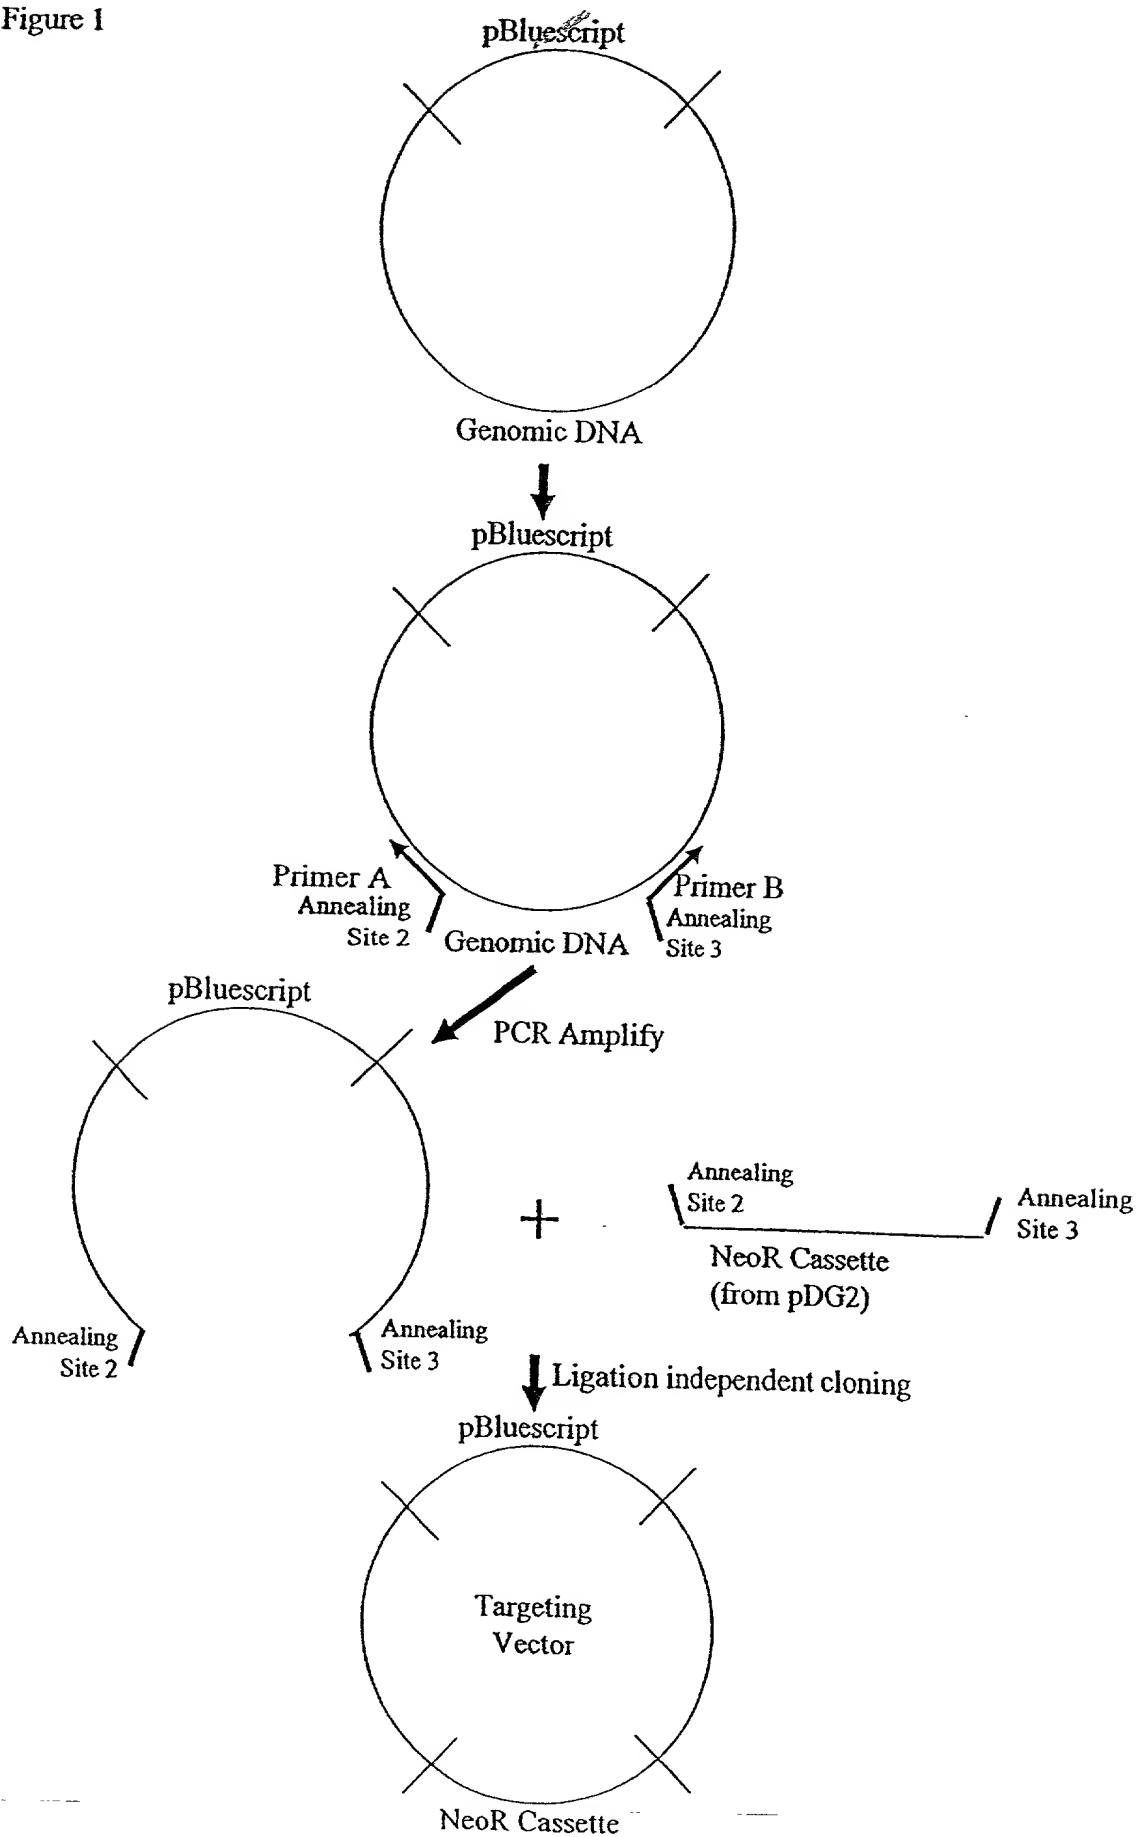 Figure 1
pBluescript
Genomic DNA
pBluescript
Primer A
Annealing
Site 2
Primer B
Annealing
Site 3
Genomic DNA
pBluescript
PCR Amplify
Annealing
Site 2
Annealing
Site 3
+
Annealing
Site 2
Annealing
Site 3
NeoR Cassette
(from pDG2)
Ligation independent cloning
pBluescript
Targeting
Vector
NeoR Cassette